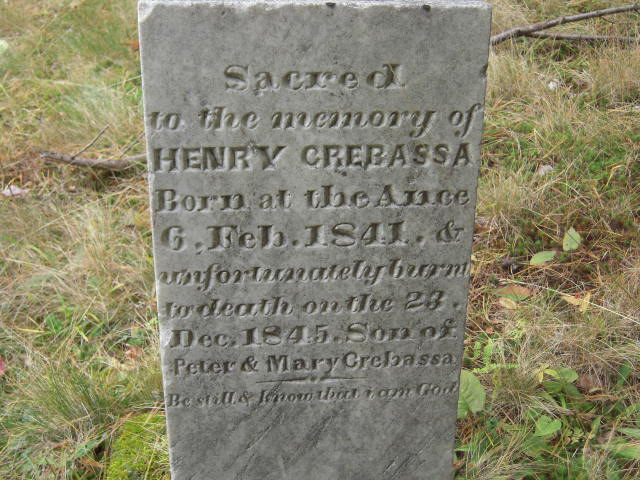 Sacred
to the memory of
HENRY CREBASSA
Born at the Ance
6. Feb. 1841. &
unfortunately burnt
to death on the 23.
Dec. 1845. Son of
Peter & Mary Crebassa
Be still & know that i am God.